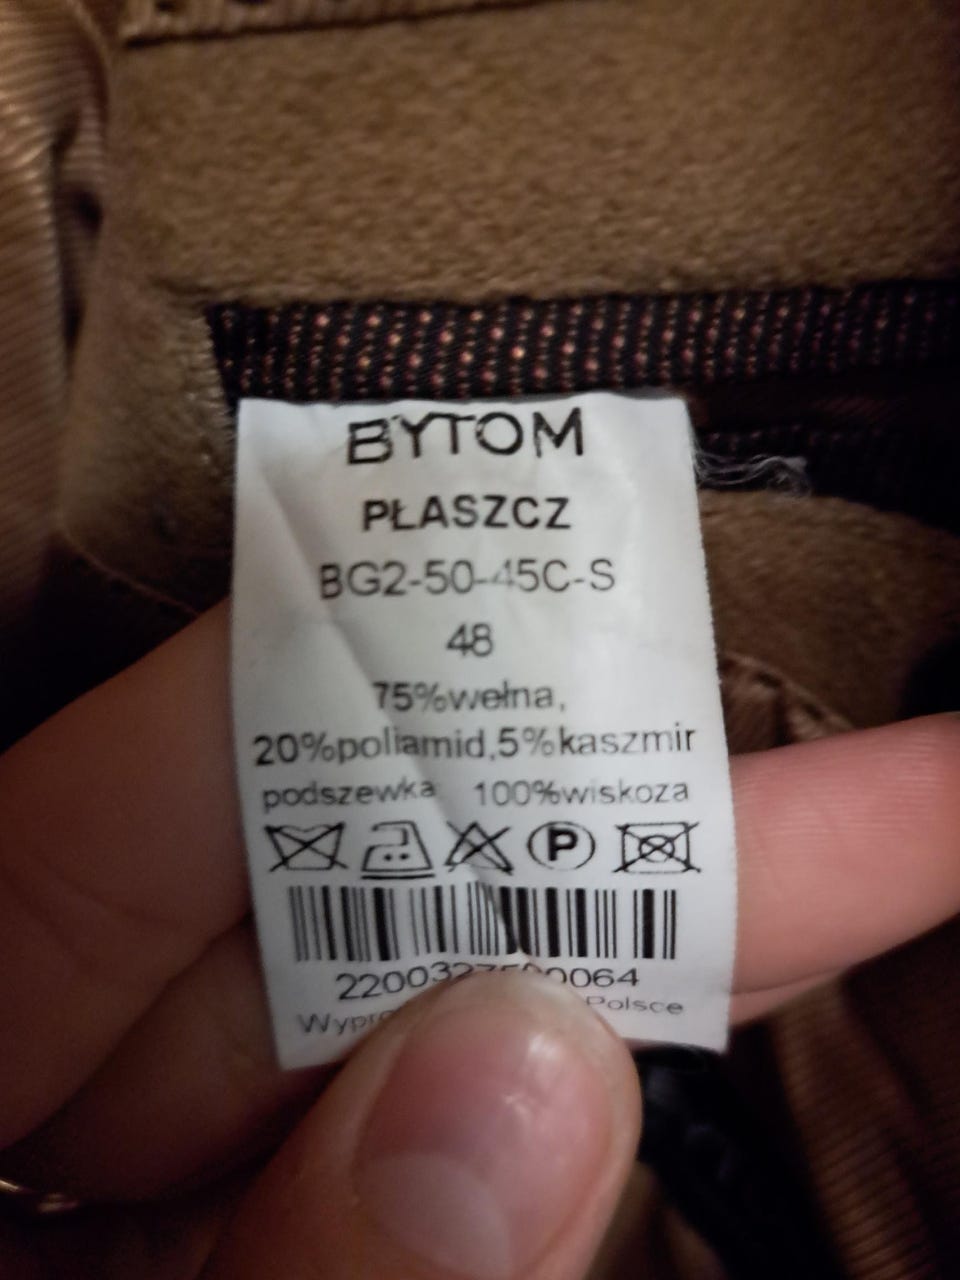 BYTOM
PŁASZCZ
BG2-50-45C-S
48
75%wełna,
20%poliamid,5%kaszmir
podszewka 100%wiskoza
P
Polsce